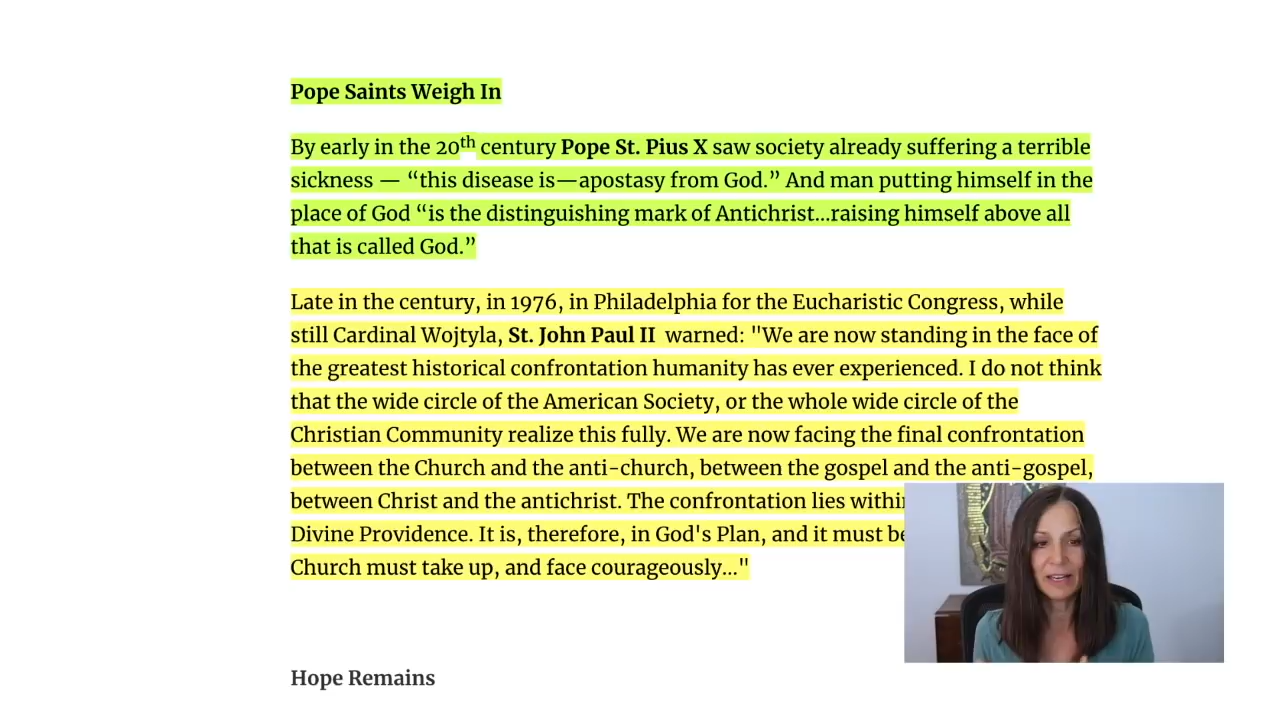 Pope Saints Weigh In
By early in the 20th century Pope St. Pius X saw society already suffering a terrible
sickness — “this disease is—apostasy from God.” And man putting himself in the
place of God “is the distinguishing mark of Antichrist...raising himself above all
that is called God.”
Late in the century, in 1976, in Philadelphia for the Eucharistic Congress, while
still Cardinal Wojtyla, St. John Paul II  warned: "We are now standing in the face of
the greatest historical confrontation humanity has ever experienced. I do not think
that the wide circle of the American Society, or the whole wide circle of the
Christian Community realize this fully. We are now facing the final confrontation
between the Church and the anti-church, between the gospel and the anti-gospel,
between Christ and the antichrist. The confrontation lies
Divine Providence. It is, therefore, in God's Plan, and it must
Church must take up, and face courageously..."
Hope Remains